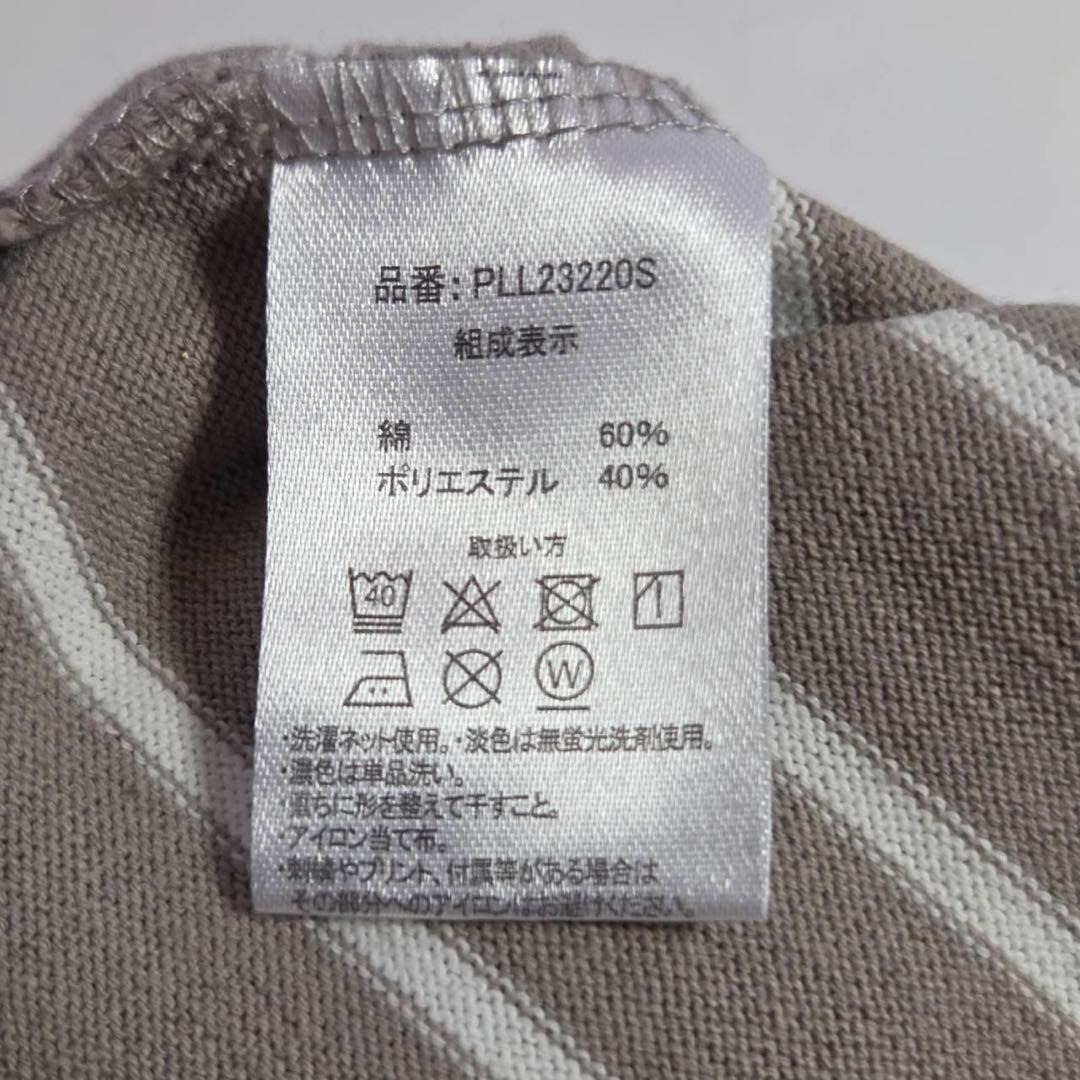 品番:PLL23220S
組成表示
綿 60%
ポリエステル 40%
取扱い方
40
W
・洗濯ネット使用。・淡色は無蛍光洗剤使用。
・濃色は単品洗い。
・直ちに形を整えて干すこと。
・アイロン当て布。
・刺繍やプリント、付属等がある場合は
その部分へのアイロンはお避けください。